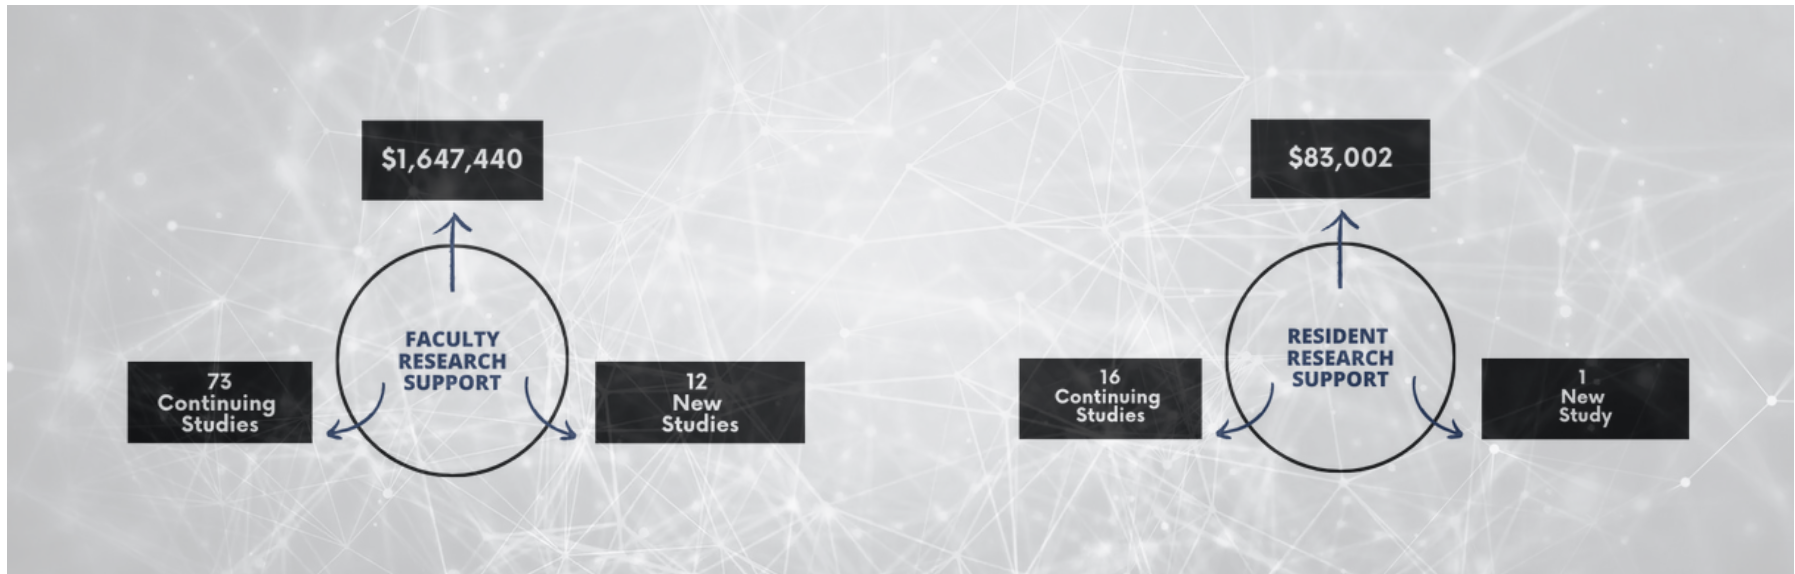 $1,647,440
FACULTY
RESEARCH
SUPPORT
73
Continuing
Studies
12
New
Studies
$83,002
RESIDENT
RESEARCH
SUPPORT
16
Continuing
Studies
1
New
Study